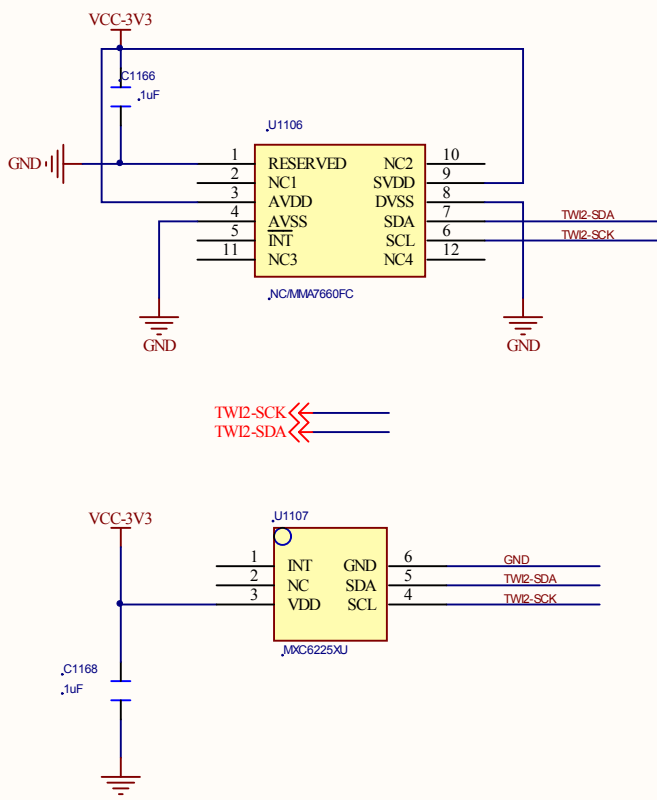 VCC-3V3
C1166
.1uF
U1106
GND
1 RESERVED NC2 10
2 NC1 SVDD 9
3 AVDD DVSS 8
4 AVSS SDA 7 TWI2-SDA
5 INT SCL 6 TWI2-SCK
11 NC3 NC4 12
NC/MMA7660FC
GND GND
TWI2-SCK
TWI2-SDA
VCC-3V3
U1107
1 INT GND 6 GND
2 NC SDA 5 TWI2-SDA
3 VDD SCL 4 TWI2-SCK
MXC6225XU
C1168
.1uF